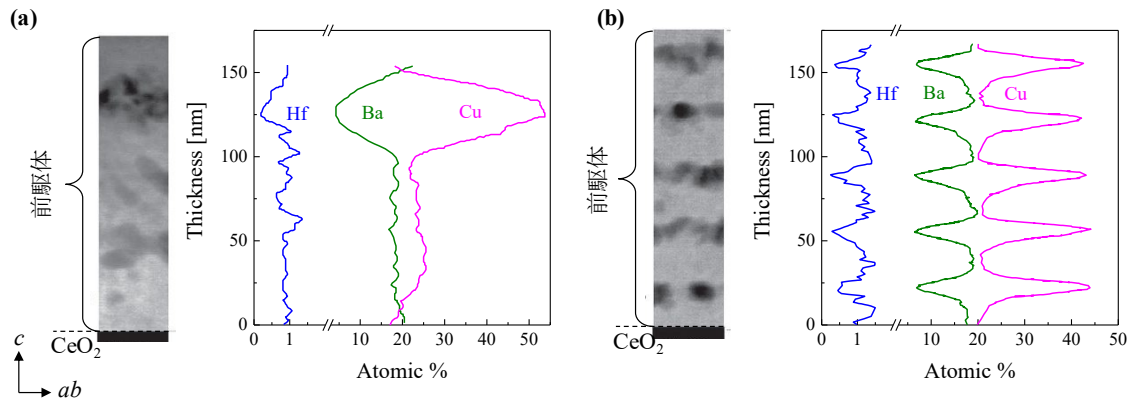 (a)
前駆体
CeO₂
c
ab
Thickness [nm]
150
100
50
0
Hf
Ba
Cu
0 1 10 20 30 40 50
Atomic %
(b)
前駆体
CeO₂
Thickness [nm]
150
100
50
0
Hf
Ba
Cu
0 1 10 20 30 40 50
Atomic %